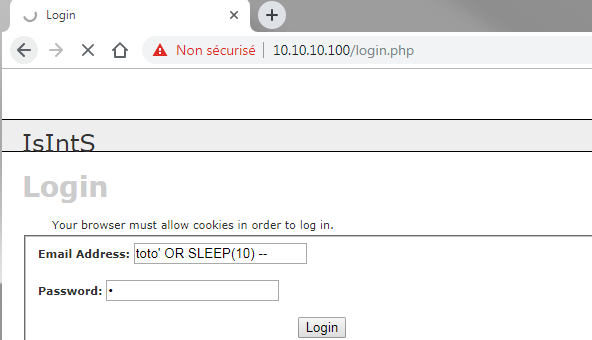 Login
Non sécurisé | 10.10.10.100/login.php
IsIntS
Login
Your browser must allow cookies in order to log in.
Email Address: toto' OR SLEEP(10) --
Password: •
Login